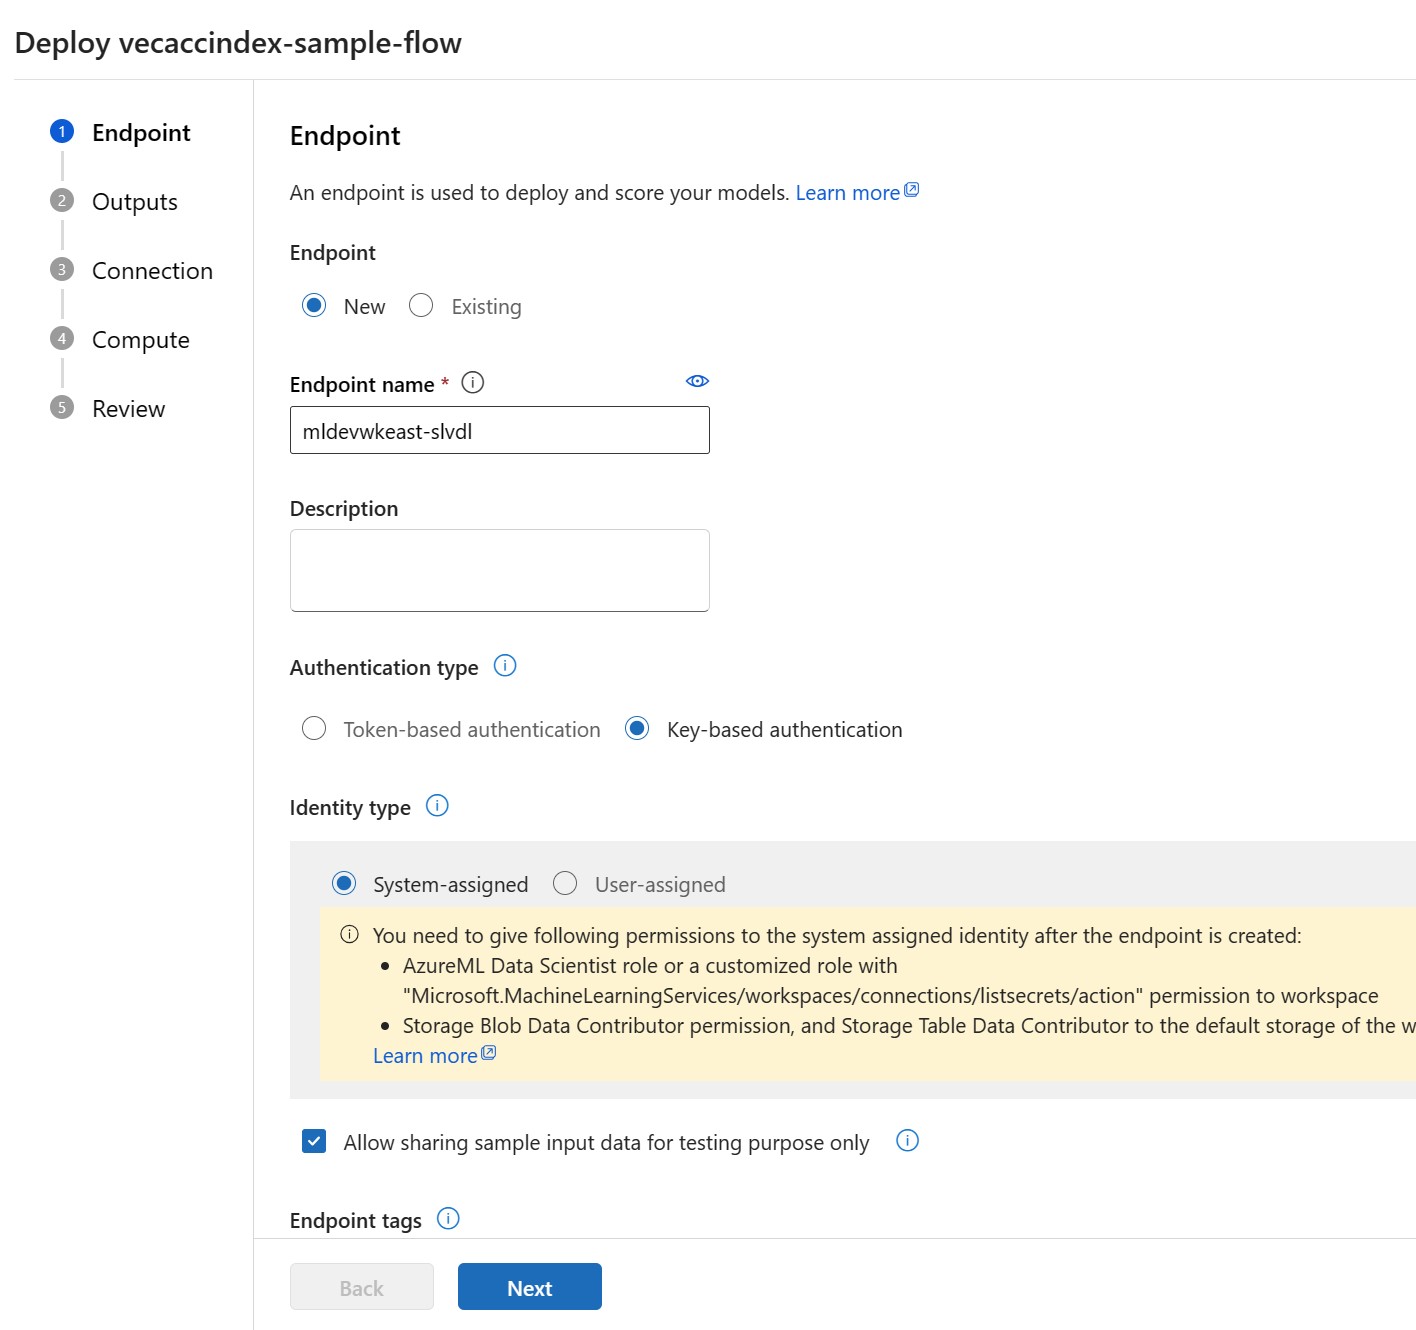 Deploy vecaccindex-sample-flow
1 Endpoint
2 Outputs
3 Connection
4 Compute
5 Review
Endpoint
An endpoint is used to deploy and score your models. Learn more
Endpoint
New Existing
Endpoint name *
mldevwkeast-slvdl
Description
Authentication type
Token-based authentication Key-based authentication
Identity type
System-assigned User-assigned
You need to give following permissions to the system assigned identity after the endpoint is created:
• AzureML Data Scientist role or a customized role with
"Microsoft.MachineLearningServices/workspaces/connections/listsecrets/action" permission to workspace
• Storage Blob Data Contributor permission, and Storage Table Data Contributor to the default storage of the w
Learn more
Allow sharing sample input data for testing purpose only
Endpoint tags
Back Next